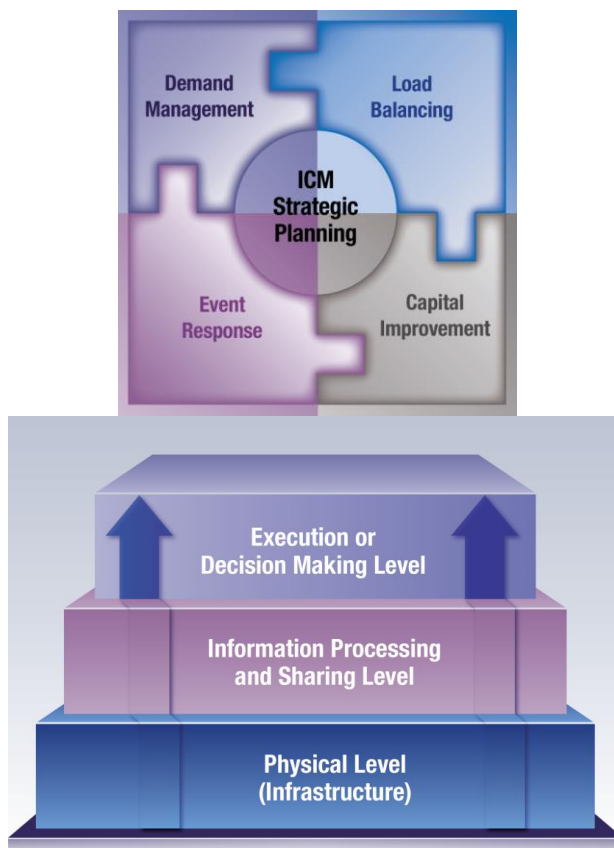 Demand
Management
Load
Balancing
ICM
Strategic
Planning
Event
Response
Capital
Improvement
Execution or
Decision Making Level
Information Processing
and Sharing Level
Physical Level
(Infrastructure)